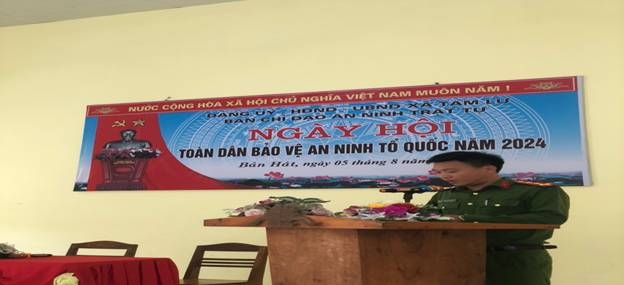 NƯỚC CỘNG HÒA XÃ HỘI CHỦ NGHĨA VIỆT NAM MUÔN NĂM !
ĐẢNG ỦY - HĐND - UBND XÃ TAM LƯ
BAN CHỈ ĐẠO AN NINH TRẬT TỰ
NGÀY HỘI
TOÀN DÂN BẢO VỆ AN NINH TỔ QUỐC NĂM 2024
Bản Hát, ngày 05 tháng 8 năm